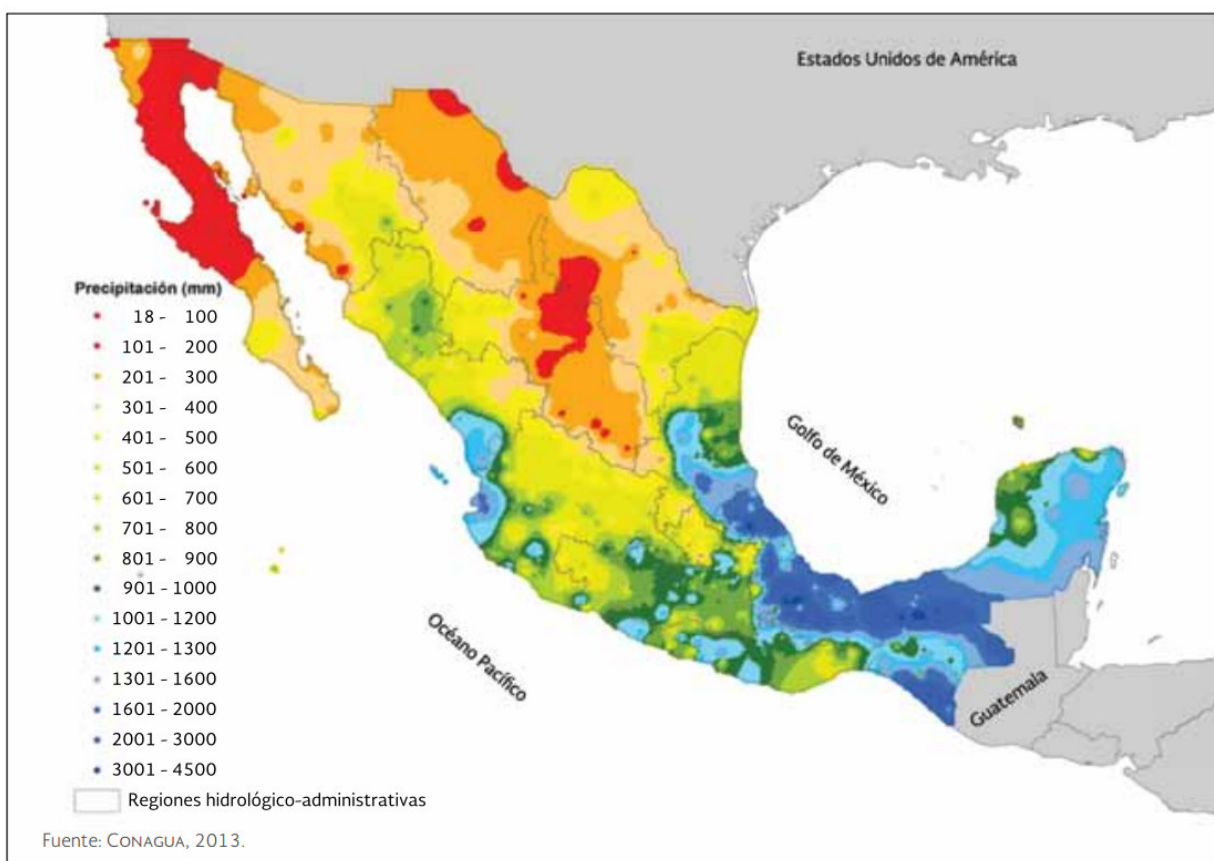 Estados Unidos de América
Golfo de México
Océano Pacífico
Guatemala
Precipitación (mm)
18 - 100
101 - 200
201 - 300
301 - 400
401 - 500
501 - 600
601 - 700
701 - 800
801 - 900
901 - 1000
1001 - 1200
1201 - 1300
1301 - 1600
1601 - 2000
2001 - 3000
3001 - 4500
Regiones hidrológico-administrativas
Fuente: CONAGUA, 2013.